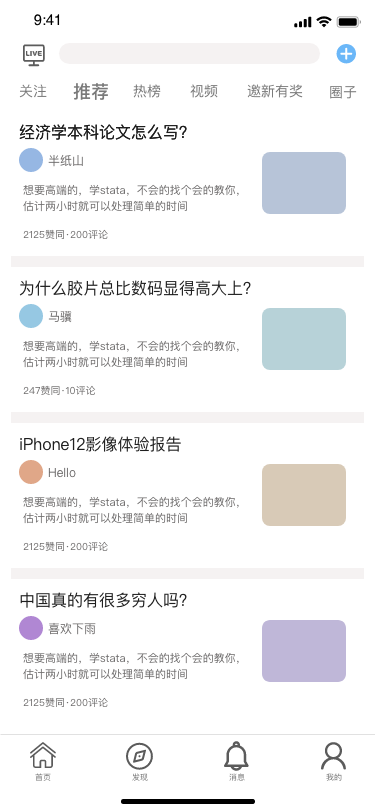 9:41
LIVE
关注 推荐 热榜 视频 邀新有奖 圈子
经济学本科论文怎么写?
半纸山
想要高端的，学stata，不会的找个会的教你,
估计两小时就可以处理简单的时间
2125赞同·200评论
为什么胶片总比数码显得高大上?
马骥
想要高端的，学stata，不会的找个会的教你,
估计两小时就可以处理简单的时间
247赞同·10评论
iPhone12影像体验报告
Hello
想要高端的，学stata，不会的找个会的教你,
估计两小时就可以处理简单的时间
2125赞同·200评论
中国真的有很多穷人吗?
喜欢下雨
想要高端的，学stata，不会的找个会的教你,
估计两小时就可以处理简单的时间
2125赞同·200评论
首页 发现 消息 我的